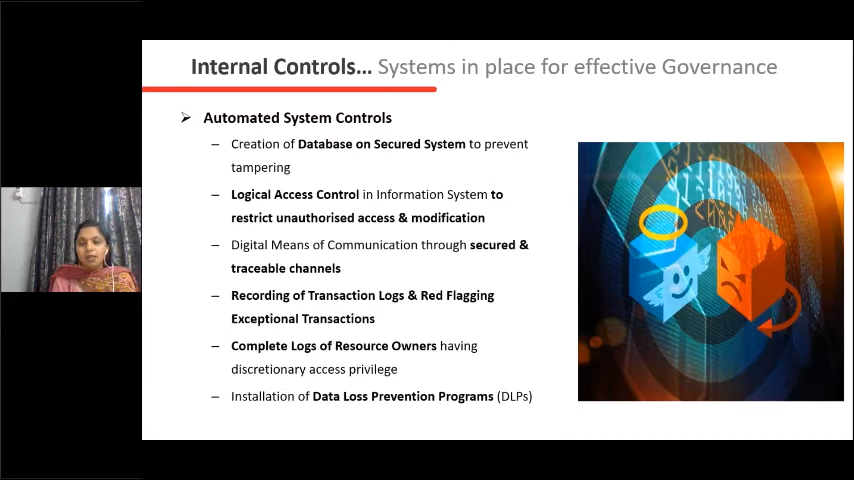 Internal Controls... Systems in place for effective Governance
➢ Automated System Controls
– Creation of Database on Secured System to prevent
tampering
– Logical Access Control in Information System to
restrict unauthorised access & modification
– Digital Means of Communication through secured &
traceable channels
– Recording of Transaction Logs & Red Flagging
Exceptional Transactions
– Complete Logs of Resource Owners having
discretionary access privilege
– Installation of Data Loss Prevention Programs (DLPs)